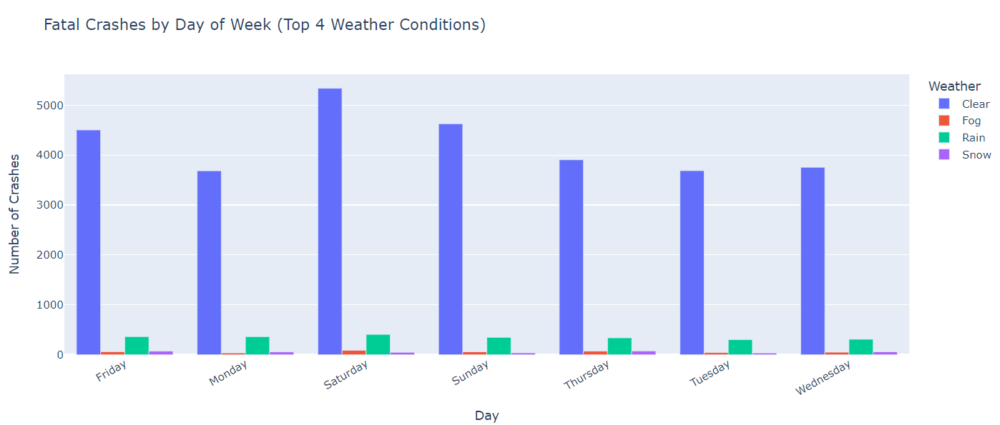 Fatal Crashes by Day of Week (Top 4 Weather Conditions)
Weather
Clear
Fog
Rain
Snow
Number of Crashes
5000
4000
3000
2000
1000
0
Friday
Monday
Saturday
Sunday
Thursday
Tuesday
Wednesday
Day